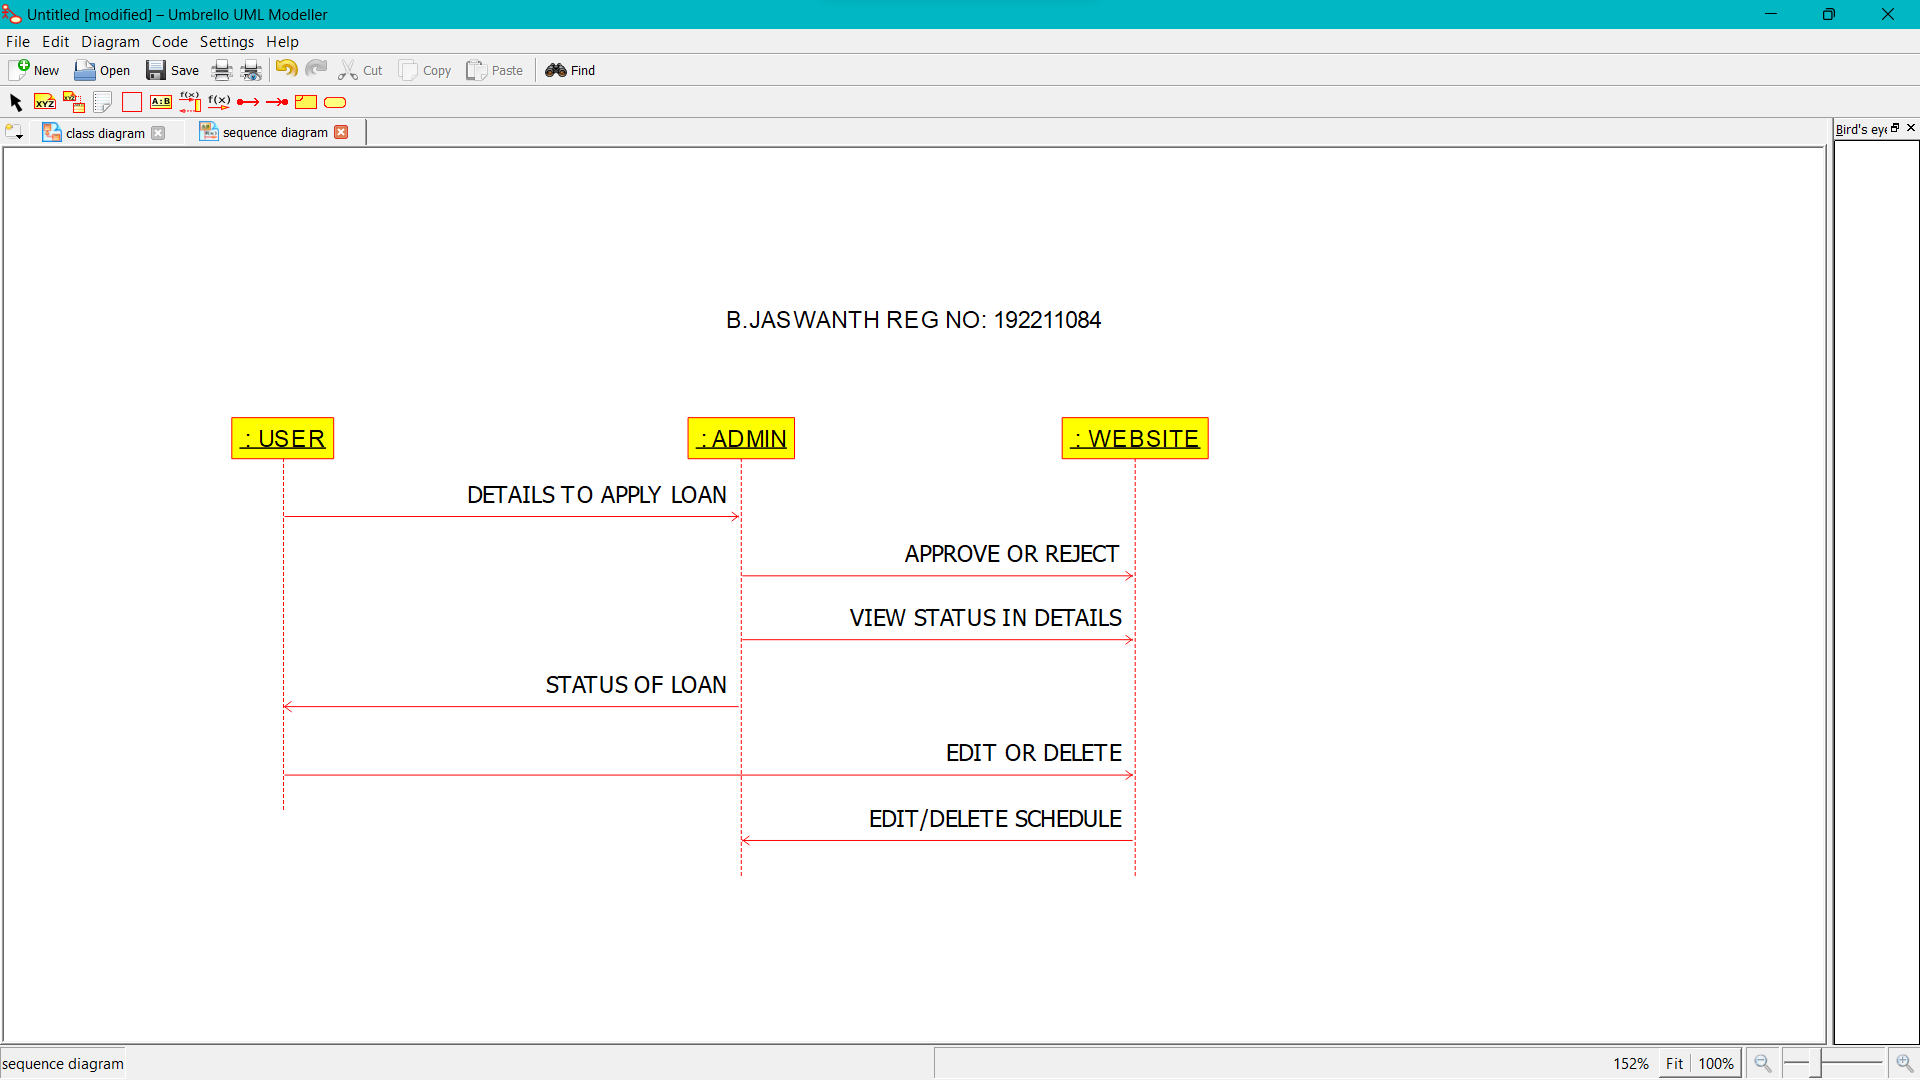 Untitled [modified] – Umbrello UML Modeller
File Edit Diagram Code Settings Help
New Open Save Cut Copy Paste Find
XYZ XYZ A:B f(x) f(x)
class diagram sequence diagram
Bird's eye
B.JASWANTH REG NO: 192211084
: USER : ADMIN : WEBSITE
DETAILS TO APPLY LOAN
APPROVE OR REJECT
VIEW STATUS IN DETAILS
STATUS OF LOAN
EDIT OR DELETE
EDIT/DELETE SCHEDULE
sequence diagram 152% Fit 100%